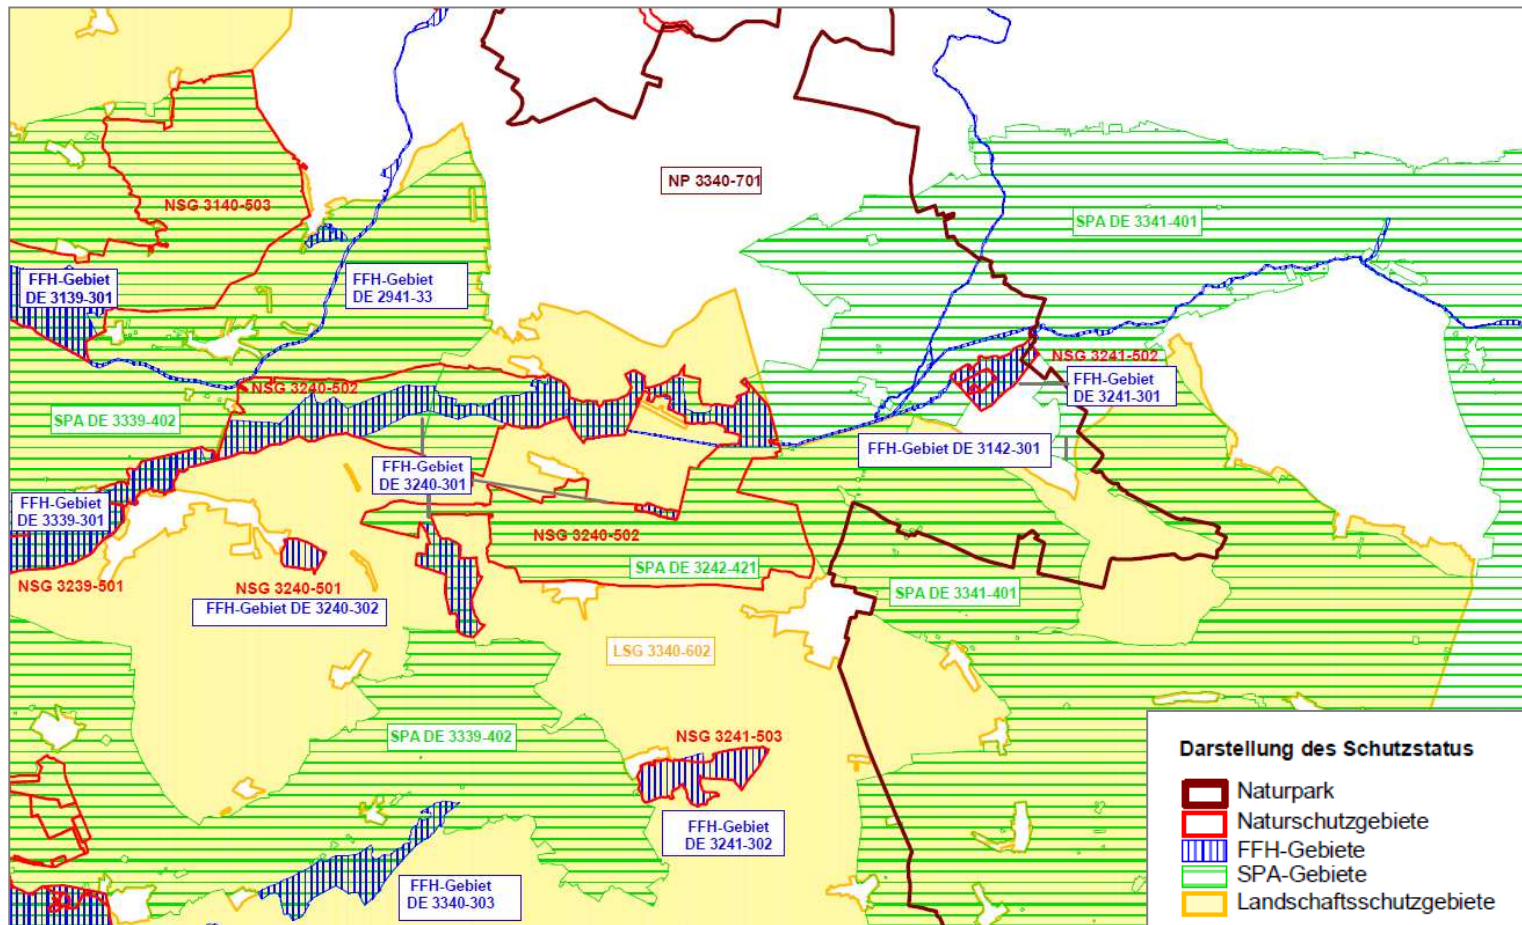 NP 3340-701
NSG 3140-503
SPA DE 3341-401
FFH-Gebiet
DE 3139-301
FFH-Gebiet
DE 2941-33
NSG 3241-502
NSG 3240-502
FFH-Gebiet
DE 3241-301
SPA DE 3339-402
FFH-Gebiet DE 3142-301
FFH-Gebiet
DE 3240-301
FFH-Gebiet
DE 3339-301
NSG 3240-502
SPA DE 3242-421
NSG 3239-501
NSG 3240-501
SPA DE 3341-401
FFH-Gebiet DE 3240-302
LSG 3340-602
SPA DE 3339-402
NSG 3241-503
FFH-Gebiet
DE 3241-302
FFH-Gebiet
DE 3340-303
Darstellung des Schutzstatus
Naturpark
Naturschutzgebiete
FFH-Gebiete
SPA-Gebiete
Landschaftsschutzgebiete